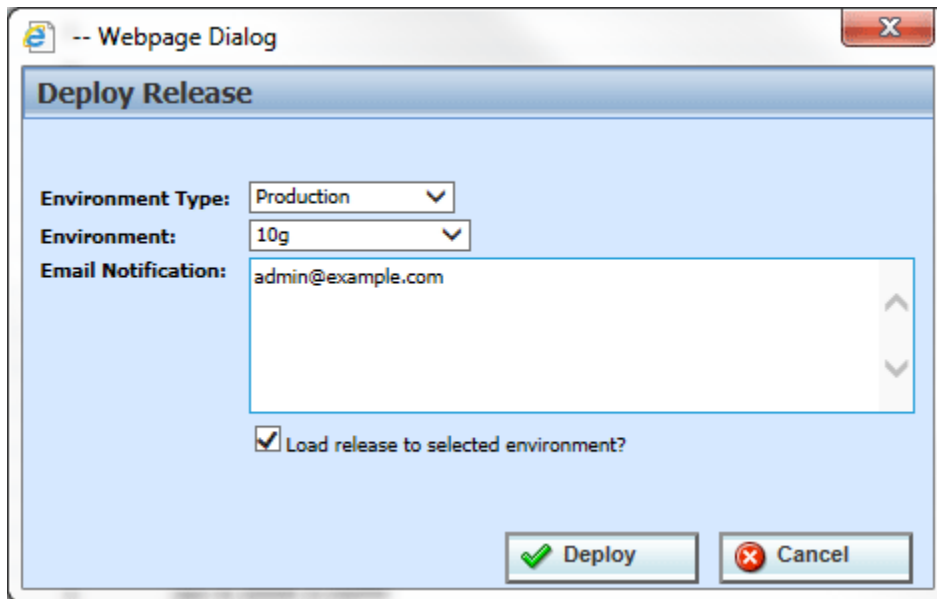 -- Webpage Dialog
Deploy Release
Environment Type: Production
Environment: 10g
Email Notification: admin@example.com
Load release to selected environment?
Deploy Cancel